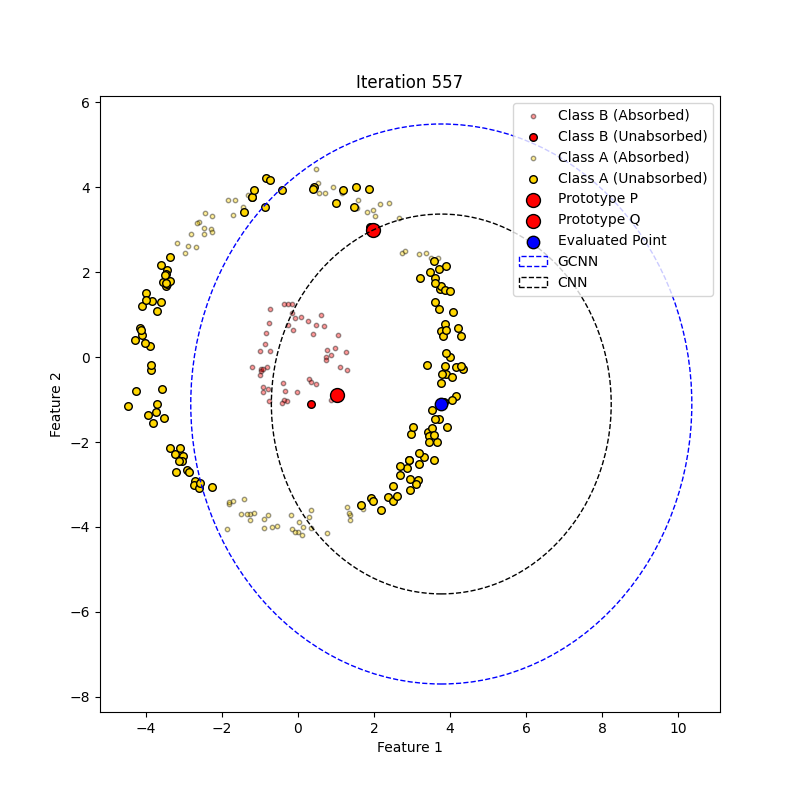 Iteration 557
Class B (Absorbed)
Class B (Unabsorbed)
Class A (Absorbed)
Class A (Unabsorbed)
Prototype P
Prototype Q
Evaluated Point
GCNN
CNN
6
4
2
0
−2
−4
−6
−8
Feature 2
−4 −2 0 2 4 6 8 10
Feature 1